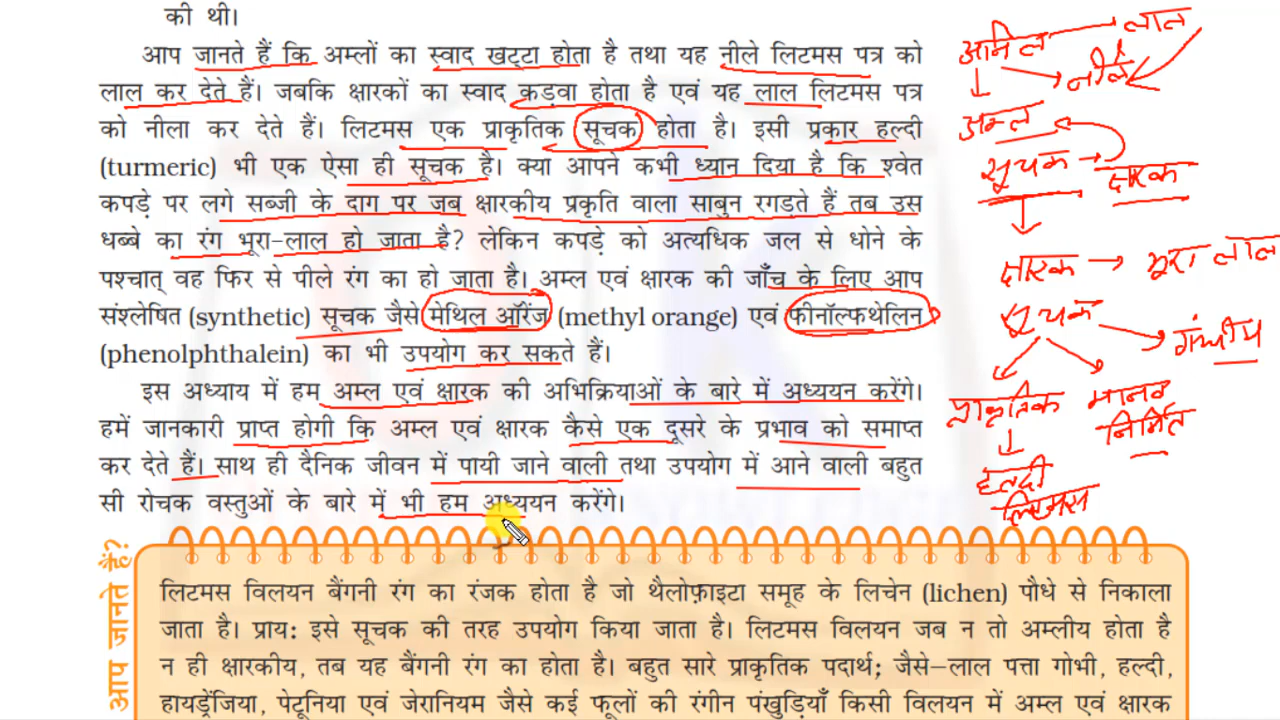 की थी।
आप जानते हैं कि अम्लों का स्वाद खट्टा होता है तथा यह नीले लिटमस पत्र को
लाल कर देते हैं। जबकि क्षारकों का स्वाद कड़वा होता है एवं यह लाल लिटमस पत्र
को नीला कर देते हैं। लिटमस एक प्राकृतिक सूचक होता है। इसी प्रकार हल्दी
(turmeric) भी एक ऐसा ही सूचक है। क्या आपने कभी ध्यान दिया है कि श्वेत
कपड़े पर लगे सब्जी के दाग पर जब क्षारकीय प्रकृति वाला साबुन रगड़ते हैं तब उस
धब्बे का रंग भूरा-लाल हो जाता है? लेकिन कपड़े को अत्यधिक जल से धोने के
पश्चात् वह फिर से पीले रंग का हो जाता है। अम्ल एवं क्षारक की जाँच के लिए आप
संश्लेषित (synthetic) सूचक जैसे मेथिल ऑरेंज (methyl orange) एवं फीनॉल्फथेलिन
(phenolphthalein) का भी उपयोग कर सकते हैं।
इस अध्याय में हम अम्ल एवं क्षारक की अभिक्रियाओं के बारे में अध्ययन करेंगे।
हमें जानकारी प्राप्त होगी कि अम्ल एवं क्षारक कैसे एक दूसरे के प्रभाव को समाप्त
कर देते हैं। साथ ही दैनिक जीवन में पायी जाने वाली तथा उपयोग में आने वाली बहुत
सी रोचक वस्तुओं के बारे में भी हम अध्ययन करेंगे।
लाल
नीले
अम्ल
सूचक
क्षारक
क्षारक भूरा लाल
सूचक
प्राकृतिक मानव
निर्मित
हल्दी
लिटमस
आप जानते हैं?
लिटमस विलयन बैंगनी रंग का रंजक होता है जो थैलोफ़ाइटा समूह के लिचेन (lichen) पौधे से निकाला
जाता है। प्राय: इसे सूचक की तरह उपयोग किया जाता है। लिटमस विलयन जब न तो अम्लीय होता है
न ही क्षारकीय, तब यह बैंगनी रंग का होता है। बहुत सारे प्राकृतिक पदार्थ; जैसे–लाल पत्ता गोभी, हल्दी,
हायड्रेंजिया, पेटूनिया एवं जेरानियम जैसे कई फूलों की रंगीन पंखुड़ियाँ किसी विलयन में अम्ल एवं क्षारक